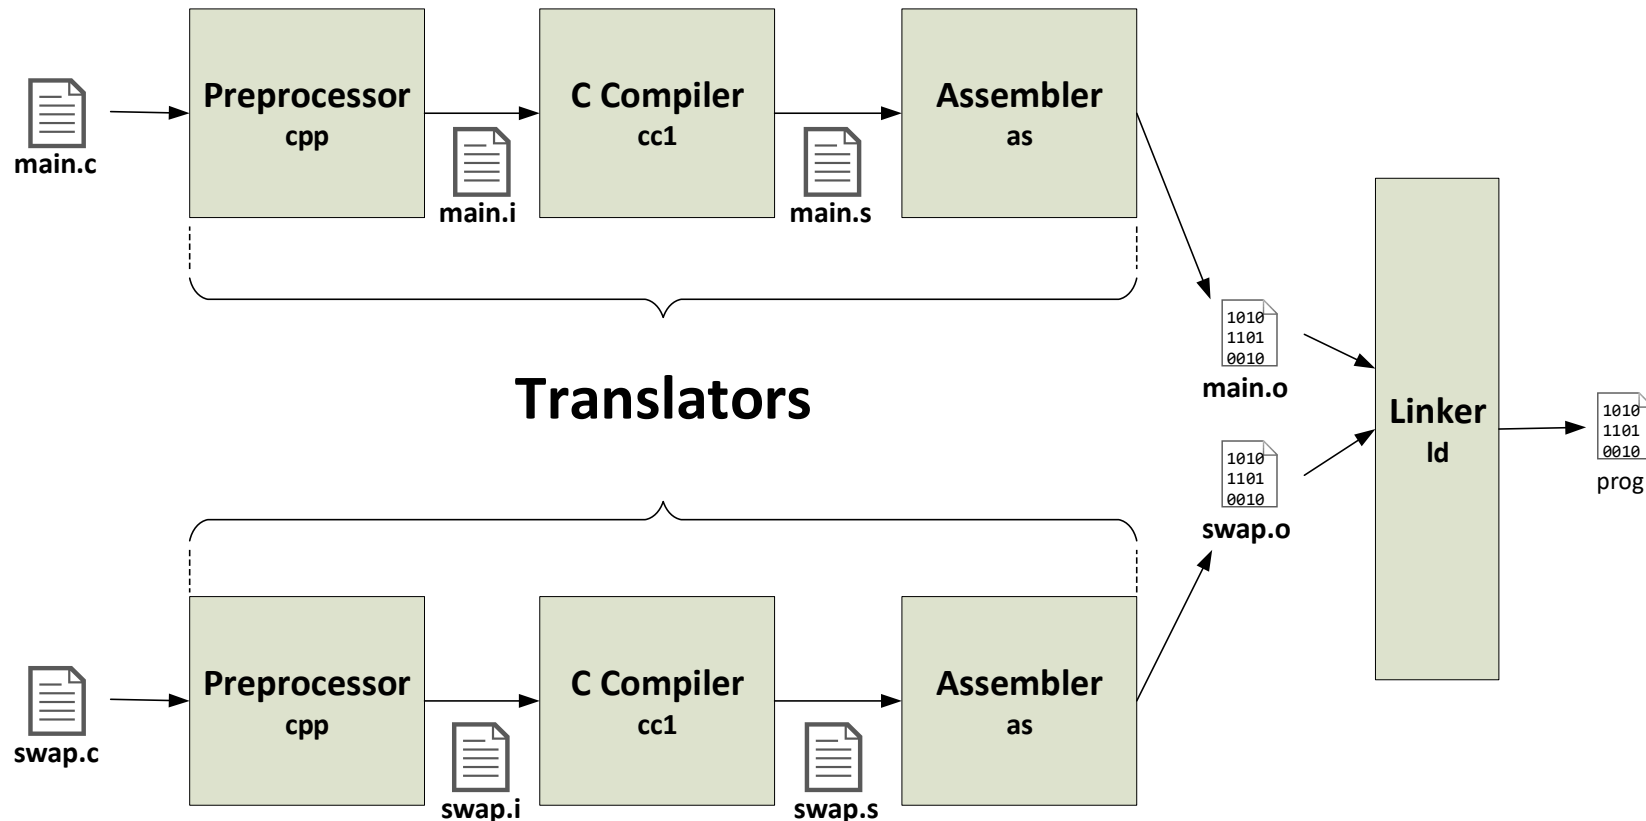 Preprocessor
cpp
C Compiler
cc1
Assembler
as
main.c
main.i
main.s
1010
1101
0010
main.o
Translators
Linker
ld
1010
1101
0010
prog
1010
1101
0010
swap.o
Preprocessor
cpp
C Compiler
cc1
Assembler
as
swap.c
swap.i
swap.s